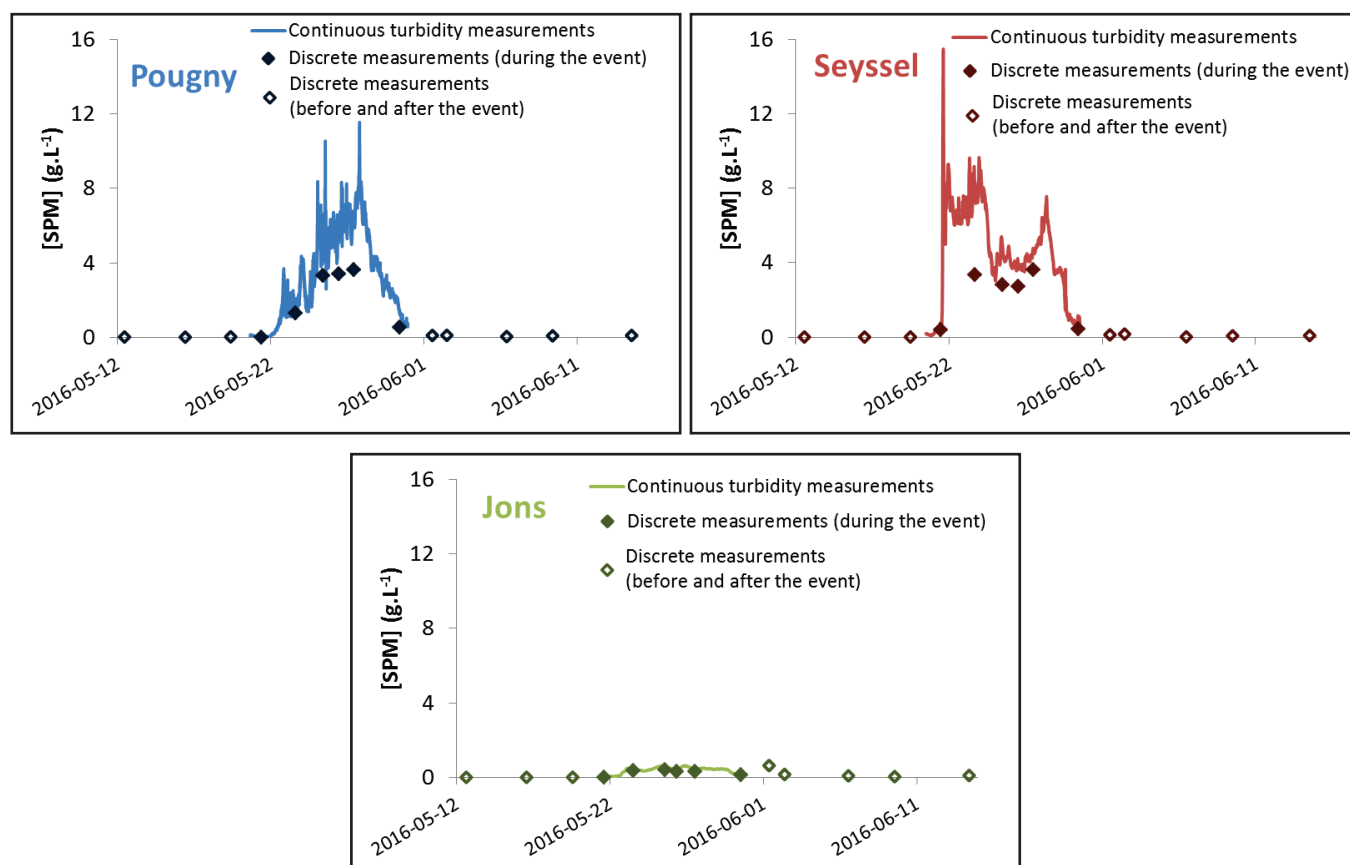 Pougny
Continuous turbidity measurements
Discrete measurements (during the event)
Discrete measurements
(before and after the event)
[SPM] (g.L⁻¹)
16
12
8
4
0
2016-05-12
2016-05-22
2016-06-01
2016-06-11
Seyssel
Continuous turbidity measurements
Discrete measurements (during the event)
Discrete measurements
(before and after the event)
[SPM] (g.L⁻¹)
16
12
8
4
0
2016-05-12
2016-05-22
2016-06-01
2016-06-11
Jons
Continuous turbidity measurements
Discrete measurements (during the event)
Discrete measurements
(before and after the event)
[SPM] (g.L⁻¹)
16
12
8
4
0
2016-05-12
2016-05-22
2016-06-01
2016-06-11